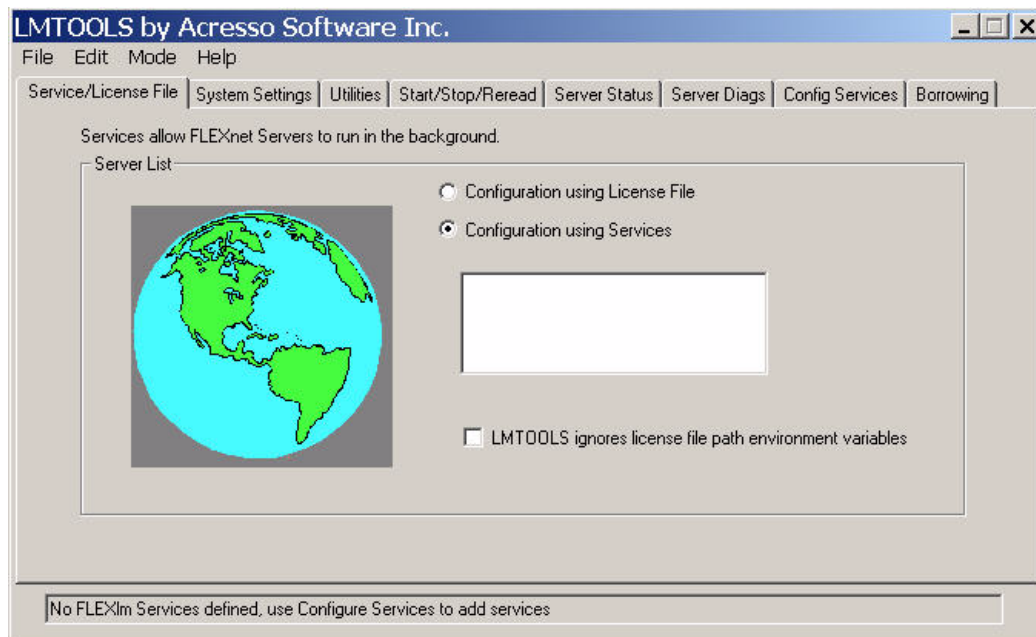 LMTOOLS by Acresso Software Inc.
File Edit Mode Help
Service/License File System Settings Utilities Start/Stop/Reread Server Status Server Diags Config Services Borrowing
Services allow FLEXnet Servers to run in the background.
Server List
Configuration using License File
Configuration using Services
LMTOOLS ignores license file path environment variables
No FLEXlm Services defined, use Configure Services to add services